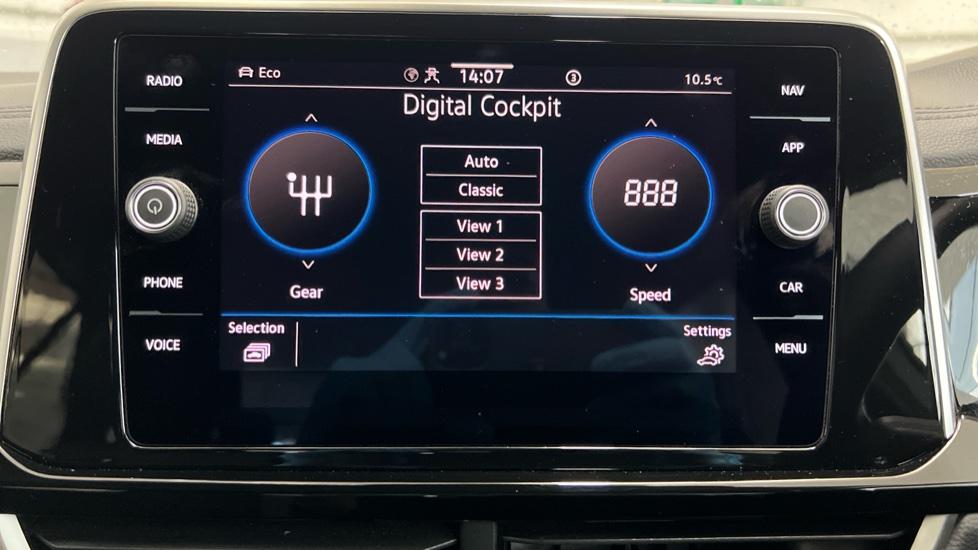 RADIO
MEDIA
PHONE
VOICE
Eco 14:07 3 10.5°C
Digital Cockpit
Gear
Auto
Classic
View 1
View 2
View 3
888
Speed
Selection
Settings
NAV
APP
CAR
MENU